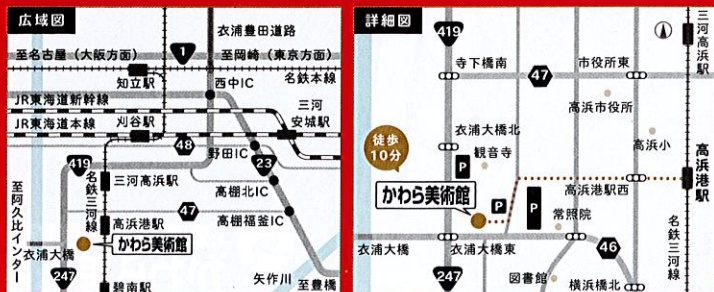 広域図
衣浦豊田道路
至名古屋（大阪方面）
1
至岡崎（東京方面）
名鉄本線
知立駅
西中IC
JR東海道新幹線
三河
安城駅
JR東海道本線
刈谷駅
48
野田IC
419
23
名鉄三河線
三河高浜駅
高棚北IC
至阿久比インター
47
高浜港駅
高棚福釜IC
かわら美術館
衣浦大橋
247
碧南駅
矢作川
至豊橋
詳細図
419
三河高浜駅
寺下橋南
市役所東
47
高浜市役所
衣浦大橋北
高浜小
徒歩
10分
P
観音寺
高浜港駅
かわら美術館
P
P
高浜港駅西
常照院
衣浦大橋
衣浦大橋東
46
名鉄三河線
247
図書館
横浜橋北